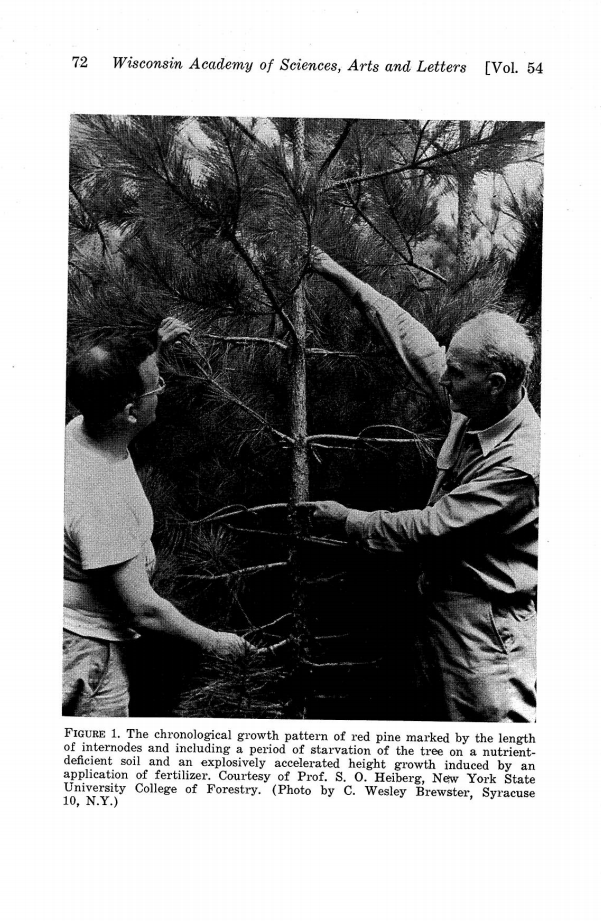 72 Wisconsin Academy of Sciences, Arts and Letters [Vol. 54
FIGURE 1. The chronological growth pattern of red pine marked by the length
of internodes and including a period of starvation of the tree on a nutrient-
deficient soil and an explosively accelerated height growth induced by an
application of fertilizer. Courtesy of Prof. S. O. Heiberg, New York State
University College of Forestry. (Photo by C. Wesley Brewster, Syracuse
10, N.Y.)